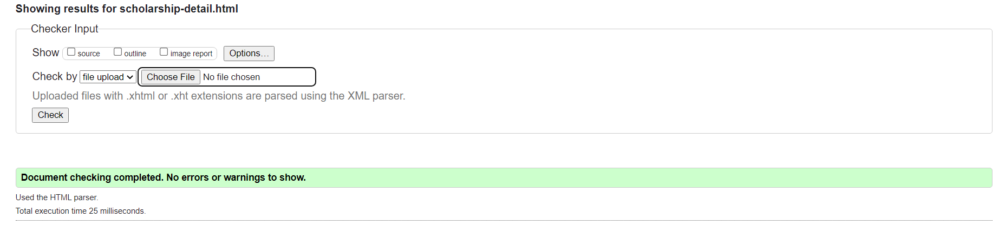 Showing results for scholarship-detail.html
Checker Input
Show source outline image report Options...
Check by file upload Choose File No file chosen
Uploaded files with .xhtml or .xht extensions are parsed using the XML parser.
Check
Document checking completed. No errors or warnings to show.
Used the HTML parser.
Total execution time 25 milliseconds.